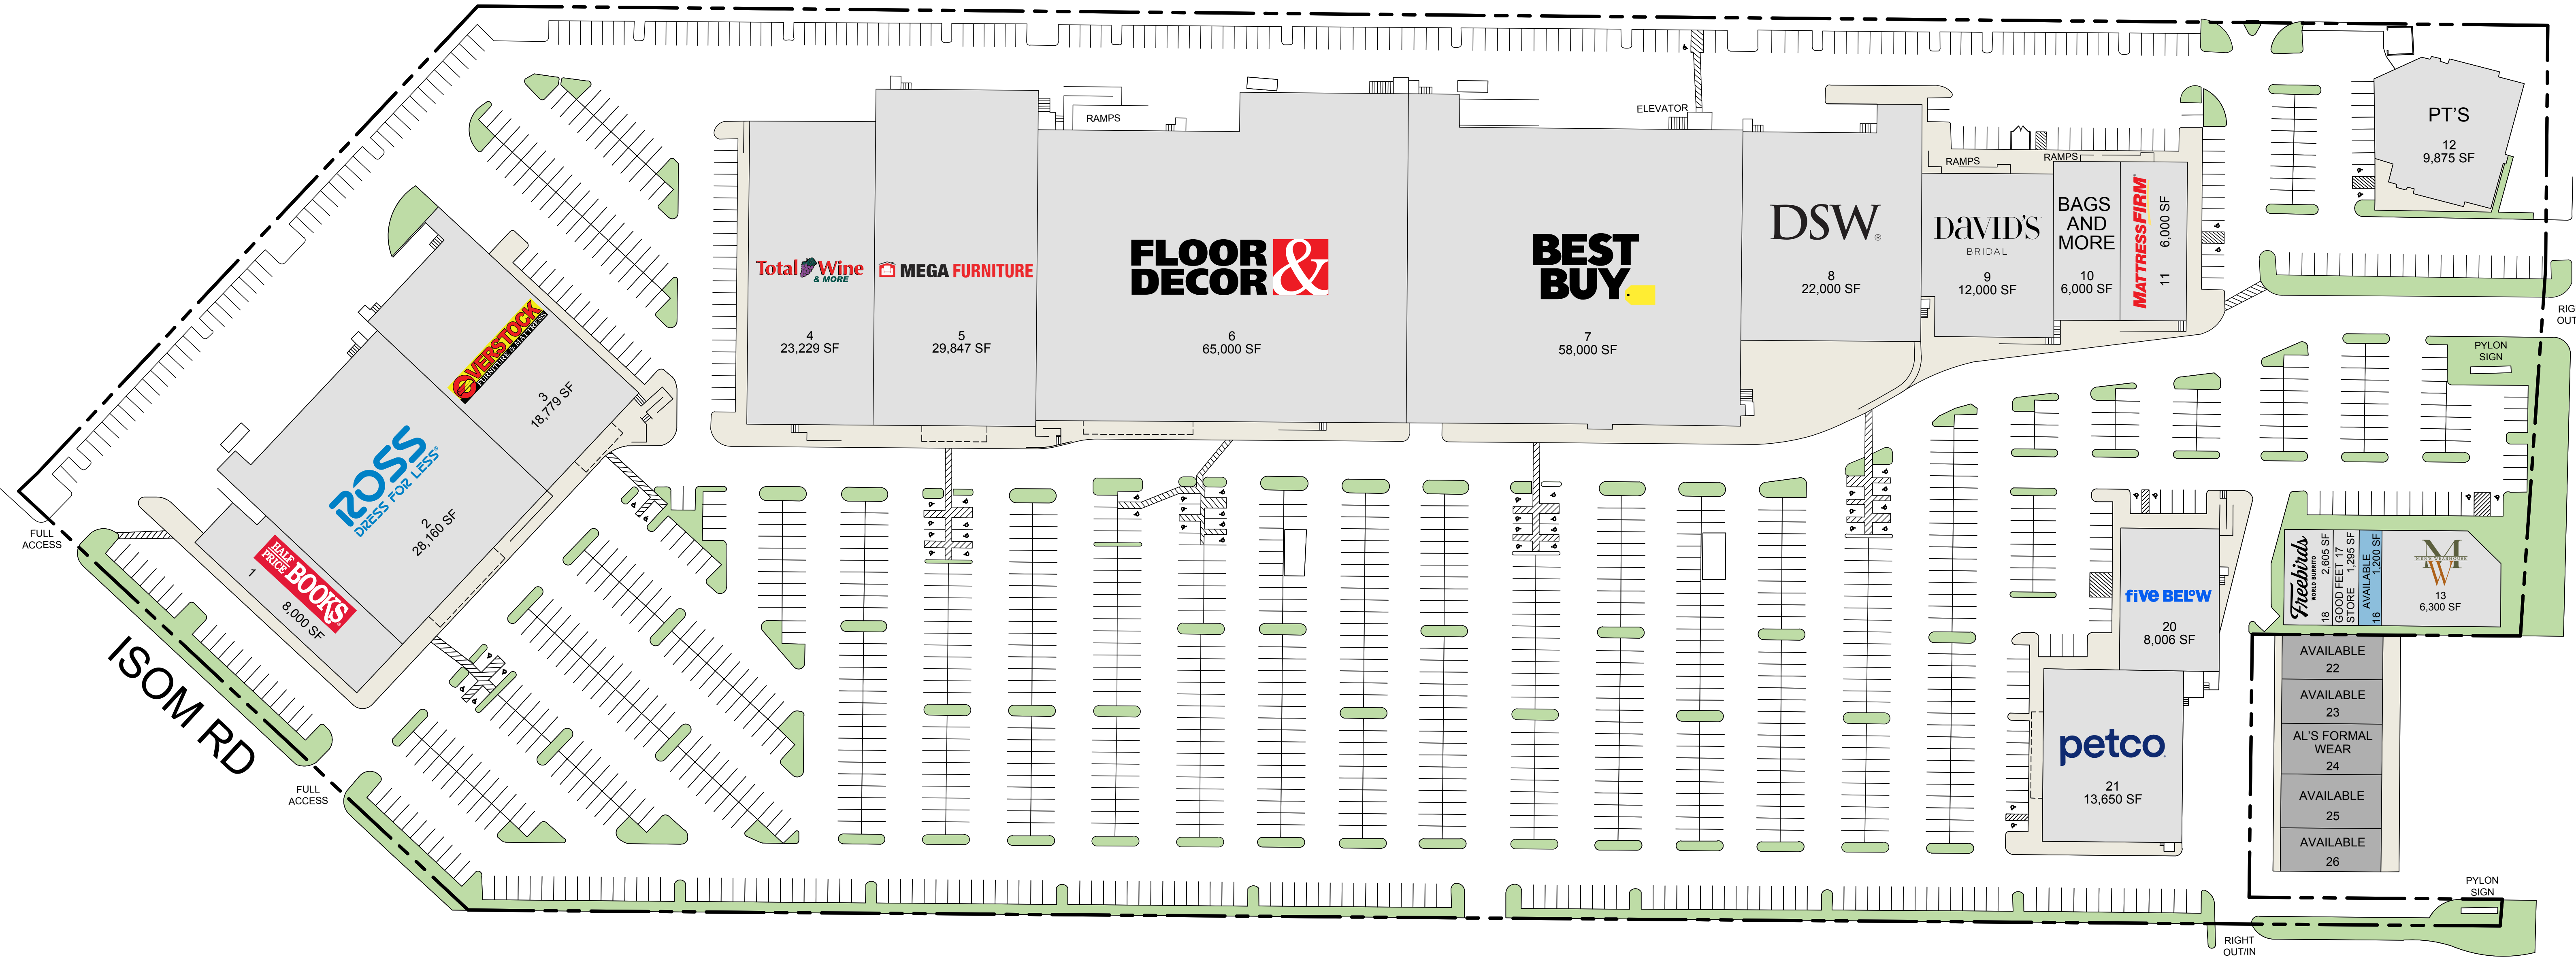 RAMPS
ELEVATOR
RAMPS
RAMPS
PT'S
12
9,875 SF
Total Wine
& MORE
4
23,229 SF
MEGA FURNITURE
5
29,847 SF
FLOOR &
DECOR
6
65,000 SF
BEST
BUY
7
58,000 SF
DSW
8
22,000 SF
DAVID'S
BRIDAL
9
12,000 SF
BAGS
AND
MORE
10
6,000 SF
MATTRESSFIRM
11 6,000 SF
RIG
OUT
PYLON
SIGN
OVERSTOCK
FURNITURE & MATTRESS
3
18,779 SF
ROSS
DRESS FOR LESS®
2
28,160 SF
HALF
PRICE
BOOKS
1
8,000 SF
FULL
ACCESS
ISOM RD
FULL
ACCESS
five BELOW
20
8,006 SF
petco
21
13,650 SF
Freebirds
WORLD BURRITO
18 2,605 SF
GOOD FEET 17
STORE 1,295 SF
AVAILABLE
16 1,200 SF
MW
MEN'S WEARHOUSE
13
6,300 SF
AVAILABLE
22
AVAILABLE
23
AL'S FORMAL
WEAR
24
AVAILABLE
25
AVAILABLE
26
PYLON
SIGN
RIGHT
OUT/IN